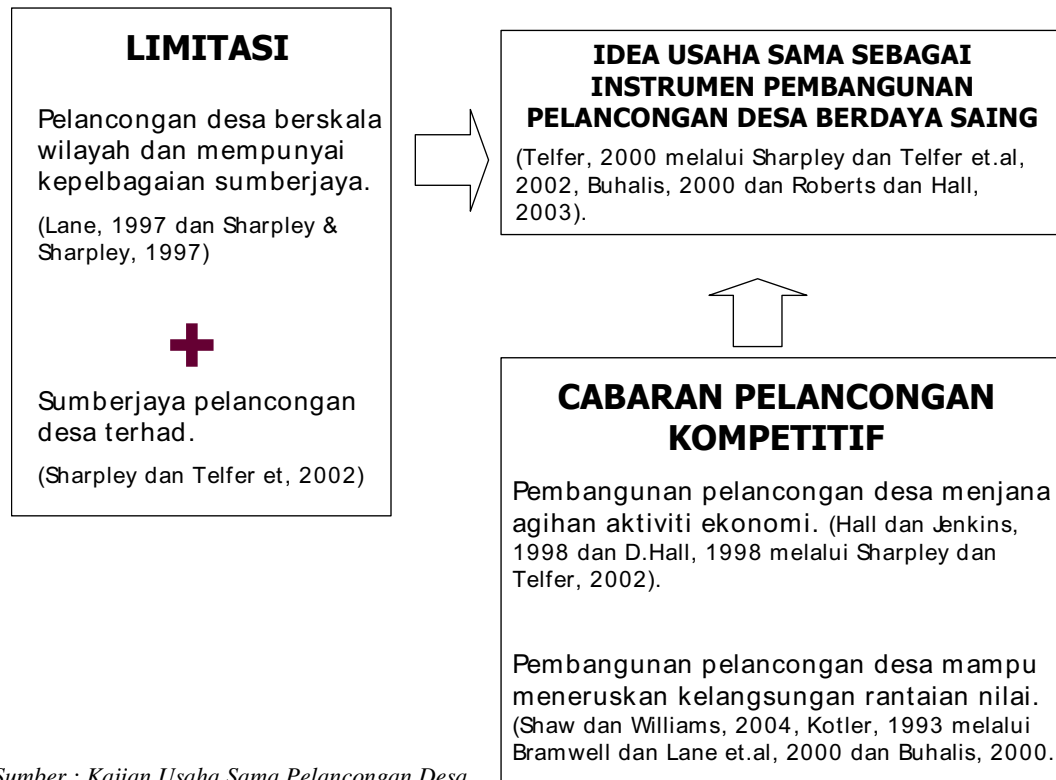 LIMITASI
Pelancongan desa berskala
wilayah dan mempunyai
kepelbagaian sumberjaya.
(Lane, 1997 dan Sharpley &
Sharpley, 1997)
+
Sumberjaya pelancongan
desa terhad.
(Sharpley dan Telfer et, 2002)
IDEA USAHA SAMA SEBAGAI
INSTRUMEN PEMBANGUNAN
PELANCONGAN DESA BERDAYA SAING
(Telfer, 2000 melalui Sharpley dan Telfer et.al,
2002, Buhalis, 2000 dan Roberts dan Hall,
2003).
CABARAN PELANCONGAN
KOMPETITIF
Pembangunan pelancongan desa menjana
agihan aktiviti ekonomi. (Hall dan Jenkins,
1998 dan D.Hall, 1998 melalui Sharpley dan
Telfer, 2002).
Pembangunan pelancongan desa mampu
meneruskan kelangsungan rantaian nilai.
(Shaw dan Williams, 2004, Kotler, 1993 melalui
Bramwell dan Lane et.al, 2000 dan Buhalis, 2000.
Sumber : Kajian Usaha Sama Pelancongan Desa